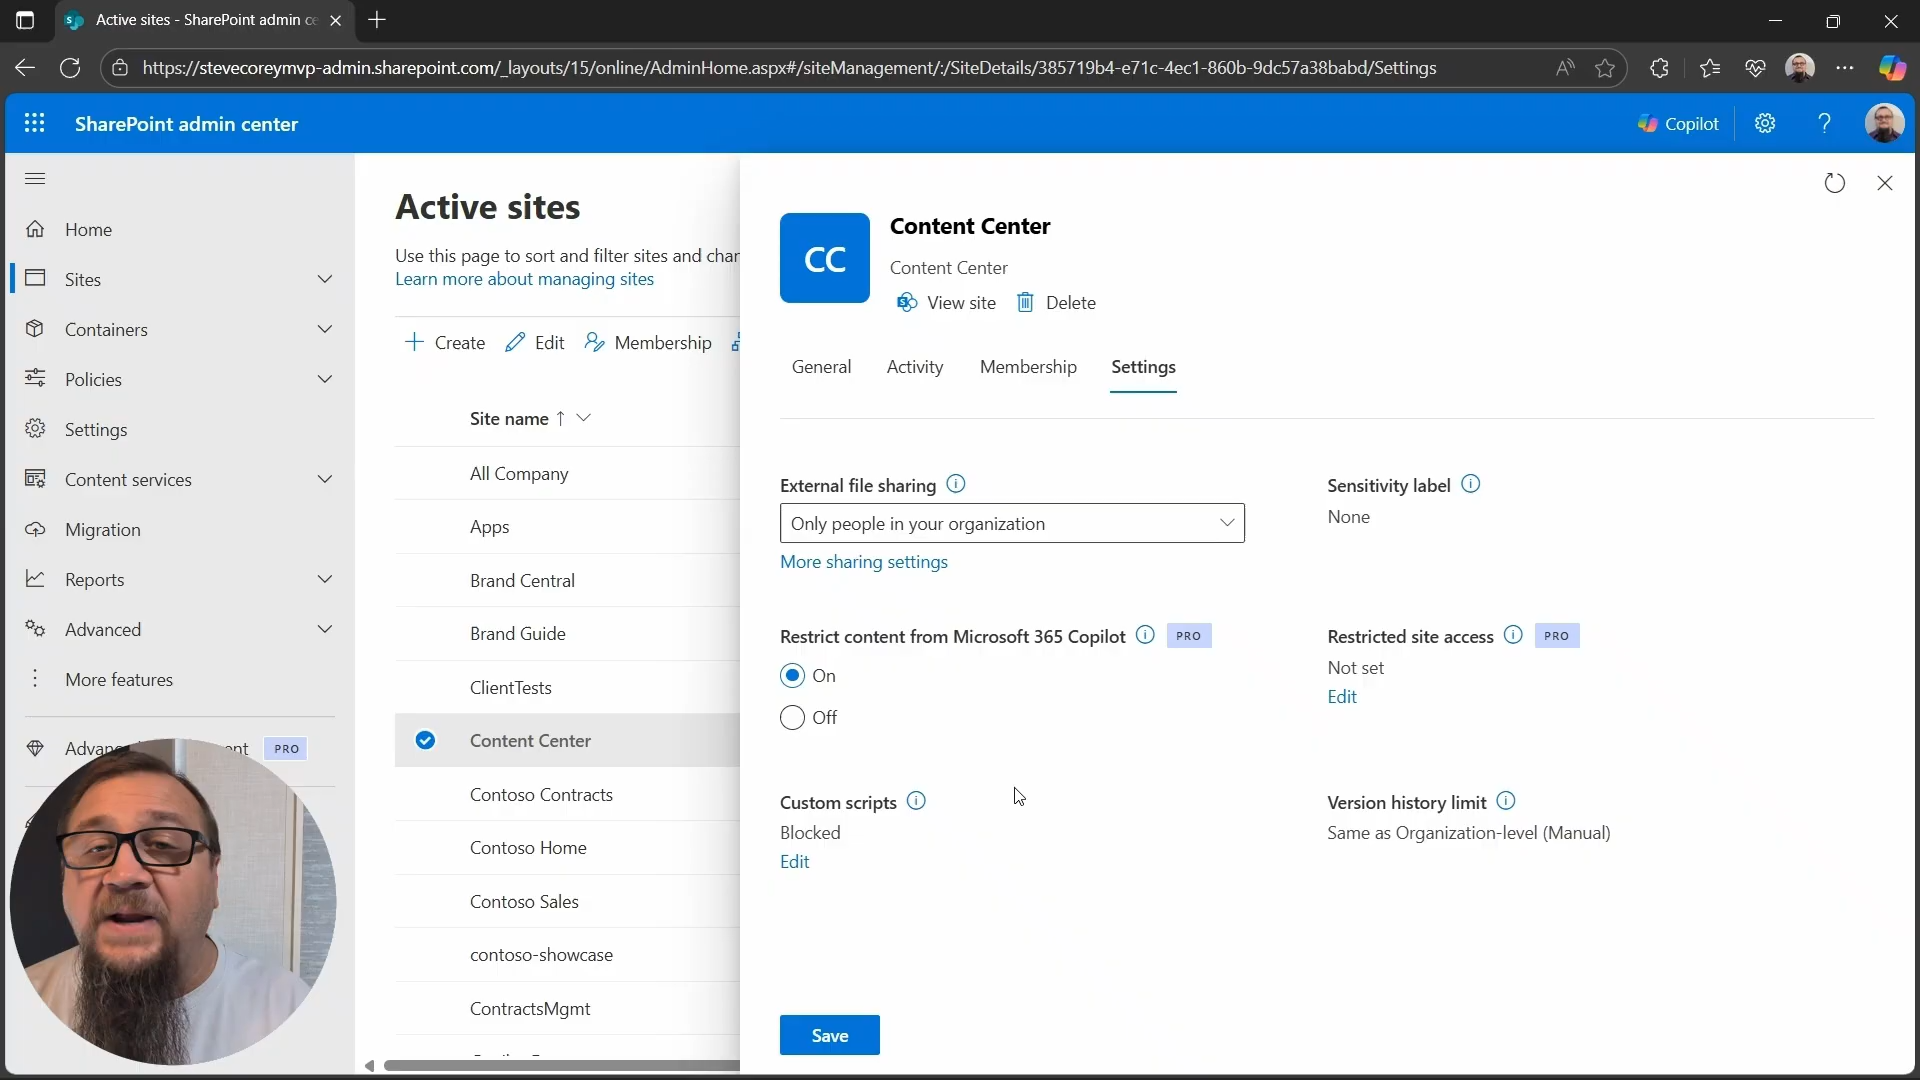 Active sites - SharePoint admin ce
https://stevecoreymvp-admin.sharepoint.com/_layouts/15/online/AdminHome.aspx#/siteManagement/:/SiteDetails/385719b4-e71c-4ec1-860b-9dc57a38babd/Settings
SharePoint admin center
Copilot
Home
Sites
Containers
Policies
Settings
Content services
Migration
Reports
Advanced
More features
PRO
Active sites
Use this page to sort and filter sites and chan
Learn more about managing sites
Create
Edit
Membership
Site name
All Company
Apps
Brand Central
Brand Guide
ClientTests
Content Center
Contoso Contracts
Contoso Home
Contoso Sales
contoso-showcase
ContractsMgmt
CC
Content Center
Content Center
View site
Delete
General
Activity
Membership
Settings
External file sharing
Only people in your organization
More sharing settings
Sensitivity label
None
Restrict content from Microsoft 365 Copilot
PRO
On
Off
Restricted site access
PRO
Not set
Edit
Custom scripts
Blocked
Edit
Version history limit
Same as Organization-level (Manual)
Save